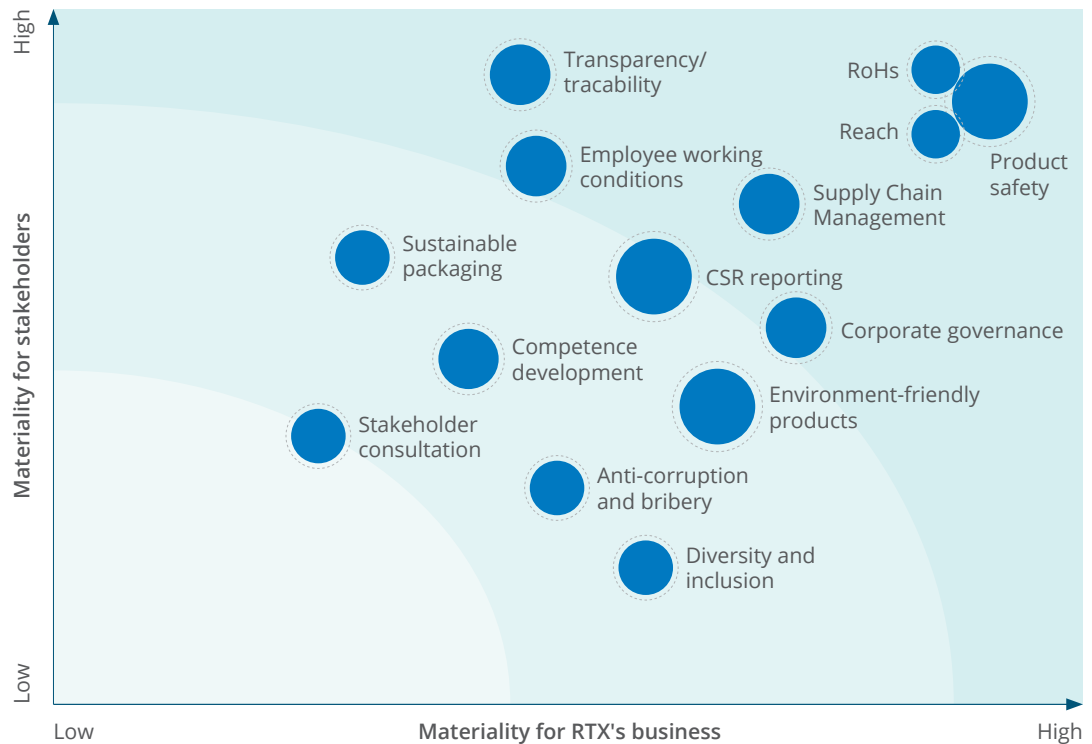 High
Transparency/
tracability
RoHs
Reach
Product
safety
Employee working
conditions
Supply Chain
Management
Sustainable
packaging
CSR reporting
Corporate governance
Competence
development
Environment-friendly
products
Stakeholder
consultation
Anti-corruption
and bribery
Diversity and
inclusion
Materiality for stakeholders
Low
Low
Materiality for RTX's business
High